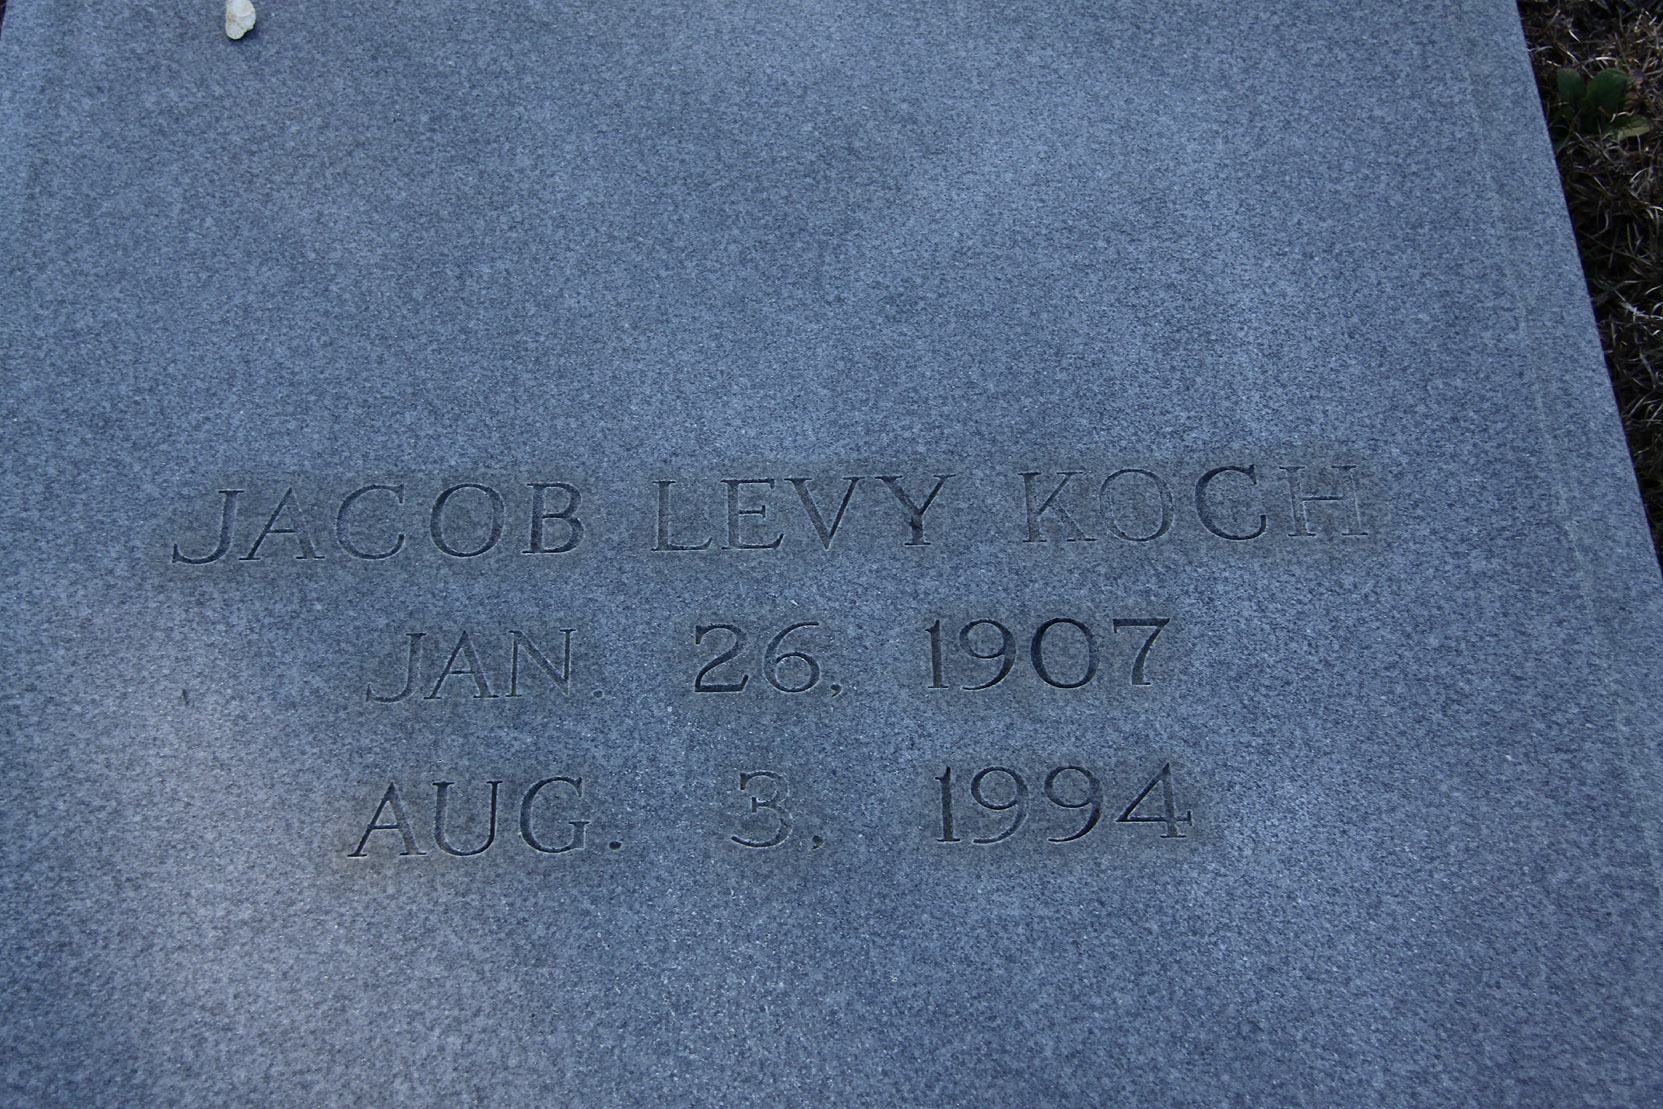 JACOB LEVY KOCH
JAN. 26, 1907
AUG. 3, 1994